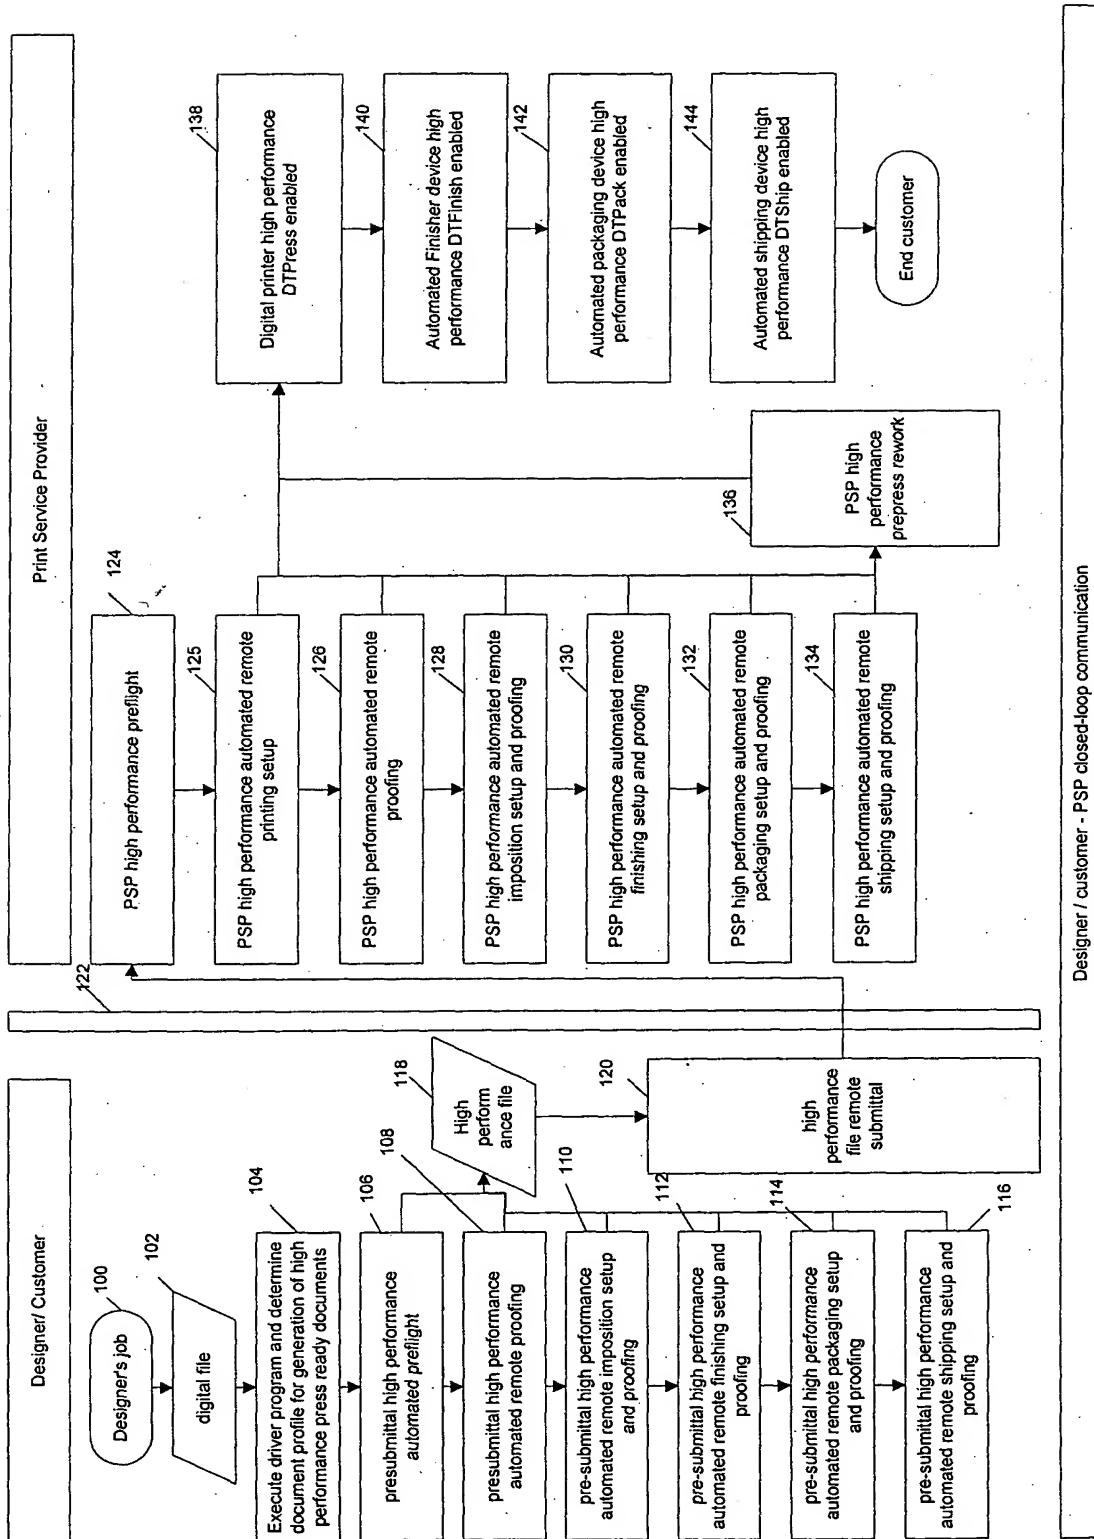 Designer/ Customer
100
Designer's job
102
digital file
104
Execute driver program and determine
document profile for generation of high
performance press ready documents
106
presubmittal high performance
automated preflight
108
presubmittal high performance
automated remote proofing
110
pre-submittal high performance
automated remote imposition setup
and proofing
112
pre-submittal high performance
automated remote finishing setup and
proofing
114
pre-submittal high performance
automated remote packaging setup
and proofing
116
pre-submittal high performance
automated remote shipping setup and
proofing
118
High
perform
ance file
120
high
performance
file remote
submittal
122
Print Service Provider
124
PSP high performance preflight
125
PSP high performance automated remote
printing setup
126
PSP high performance automated remote
proofing
128
PSP high performance automated remote
imposition setup and proofing
130
PSP high performance automated remote
finishing setup and proofing
132
PSP high performance automated remote
packaging setup and proofing
134
PSP high performance automated remote
shipping setup and proofing
136
PSP high
performance
prepress rework
138
Digital printer high performance
DTPress enabled
140
Automated Finisher device high
performance DTFinish enabled
142
Automated packaging device high
performance DTPack enabled
144
Automated shipping device high
performance DTShip enabled
End customer
Designer / customer - PSP closed-loop communication